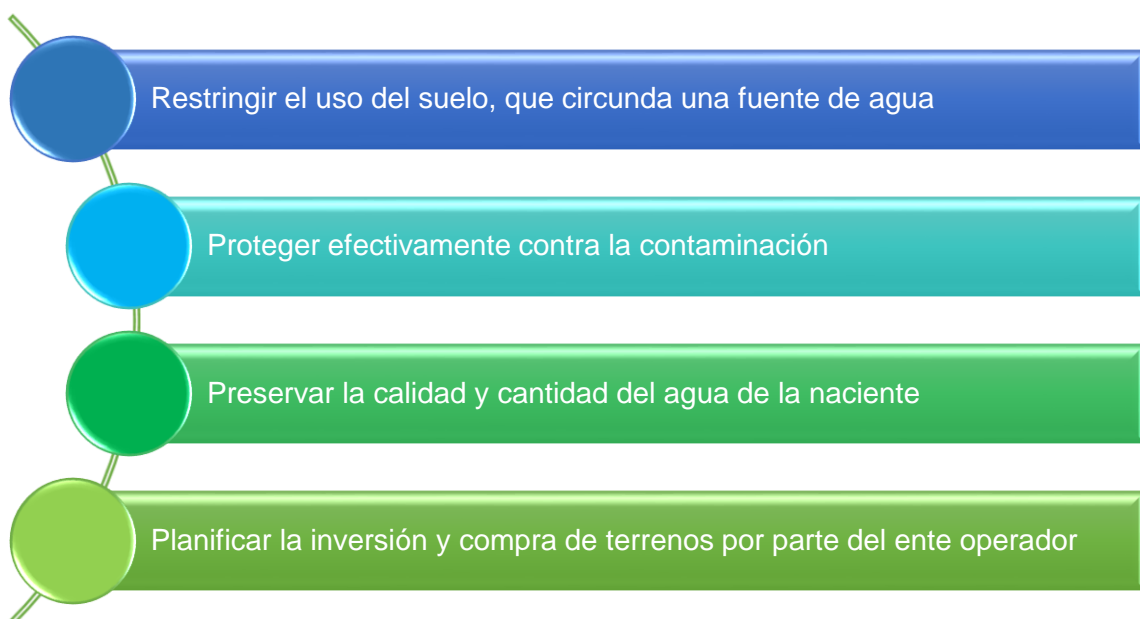 Restringir el uso del suelo, que circunda una fuente de agua
Proteger efectivamente contra la contaminación
Preservar la calidad y cantidad del agua de la naciente
Planificar la inversión y compra de terrenos por parte del ente operador